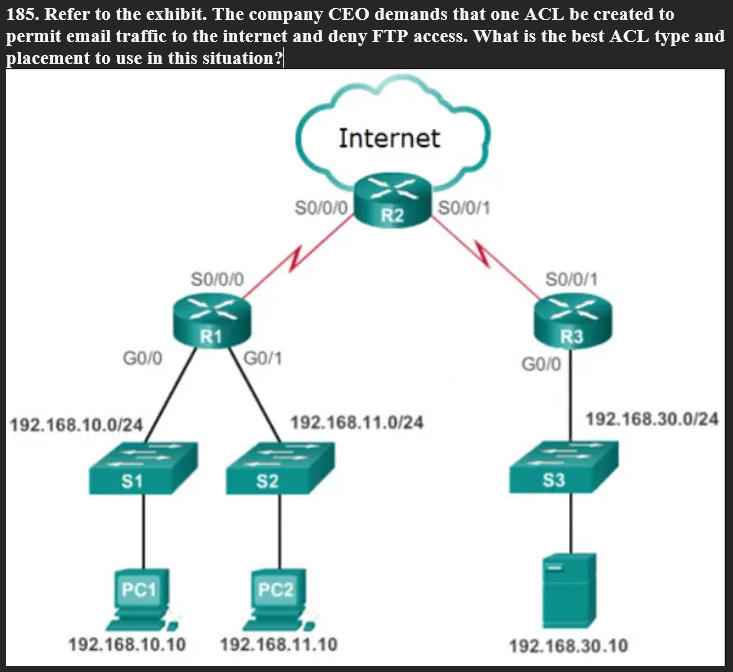 185. Refer to the exhibit. The company CEO demands that one ACL be created to
permit email traffic to the internet and deny FTP access. What is the best ACL type and
placement to use in this situation?
Internet
S0/0/0 R2 S0/0/1
S0/0/0 S0/0/1
R1 R3
G0/0 G0/1 G0/0
192.168.10.0/24 192.168.11.0/24 192.168.30.0/24
S1 S2 S3
PC1 PC2
192.168.10.10 192.168.11.10 192.168.30.10